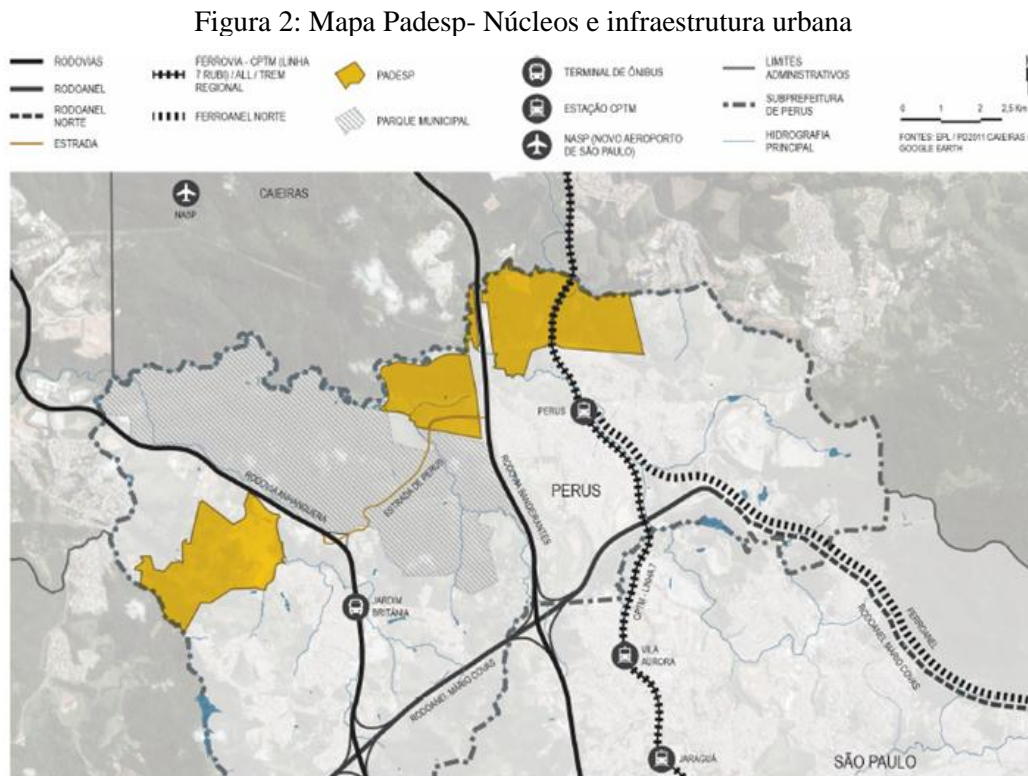 Figura 2: Mapa Padesp- Núcleos e infraestrutura urbana
RODOVIAS
RODOANEL
RODOANEL
NORTE
ESTRADA
FERROVIA - CPTM (LINHA
7 RUBI) / ALL / TREM
REGIONAL
FERROANEL NORTE
PADESP
PARQUE MUNICIPAL
TERMINAL DE ÔNIBUS
ESTAÇÃO CPTM
NASP (NOVO AEROPORTO
DE SÃO PAULO)
LIMITES
ADMINISTRATIVOS
SUBPREFEITURA
DE PERUS
HIDROGRAFIA
PRINCIPAL
0 1 2 2,5 Km
FONTES: EPL / PD2011 CAIEIRAS
GOOGLE EARTH
NASP
CAIEIRAS
PERUS
PERUS
RODOVIA ANHANGUERA
ESTRADA DE PERUS
RODOVIA BANDEIRANTES
JARDIM
BRITÂNIA
CPTM - LINHA 7
RODOANEL MARIO COVAS
VILA
AURORA
FERROANEL
RODOANEL MARIO COVAS
JARAGUÁ
SÃO PAULO